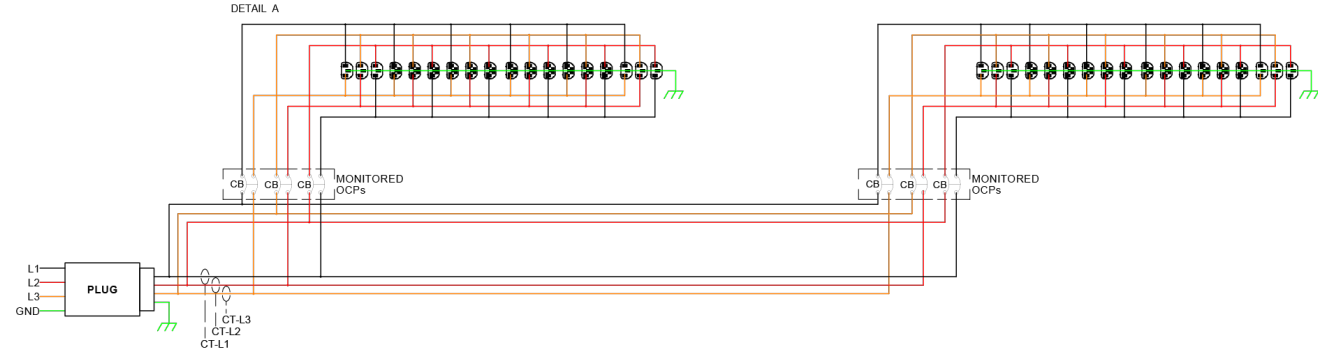 DETAIL A
CB CB CB MONITORED
OCPs
CB CB CB MONITORED
OCPs
L1
L2
L3
GND
PLUG
CT-L3
CT-L2
CT-L1